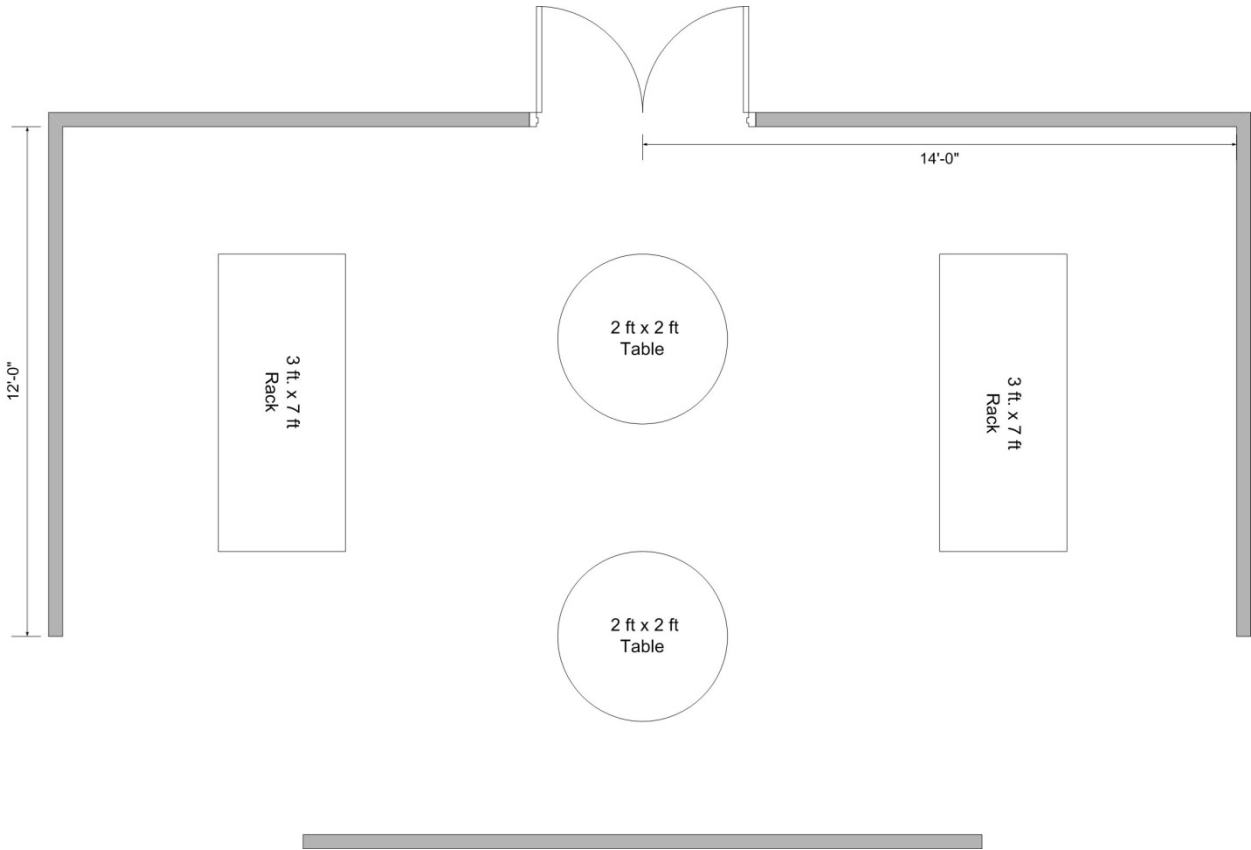 14'-0"
12'-0"
3 ft. x 7 ft
Rack
2 ft x 2 ft
Table
3 ft. x 7 ft
Rack
2 ft x 2 ft
Table